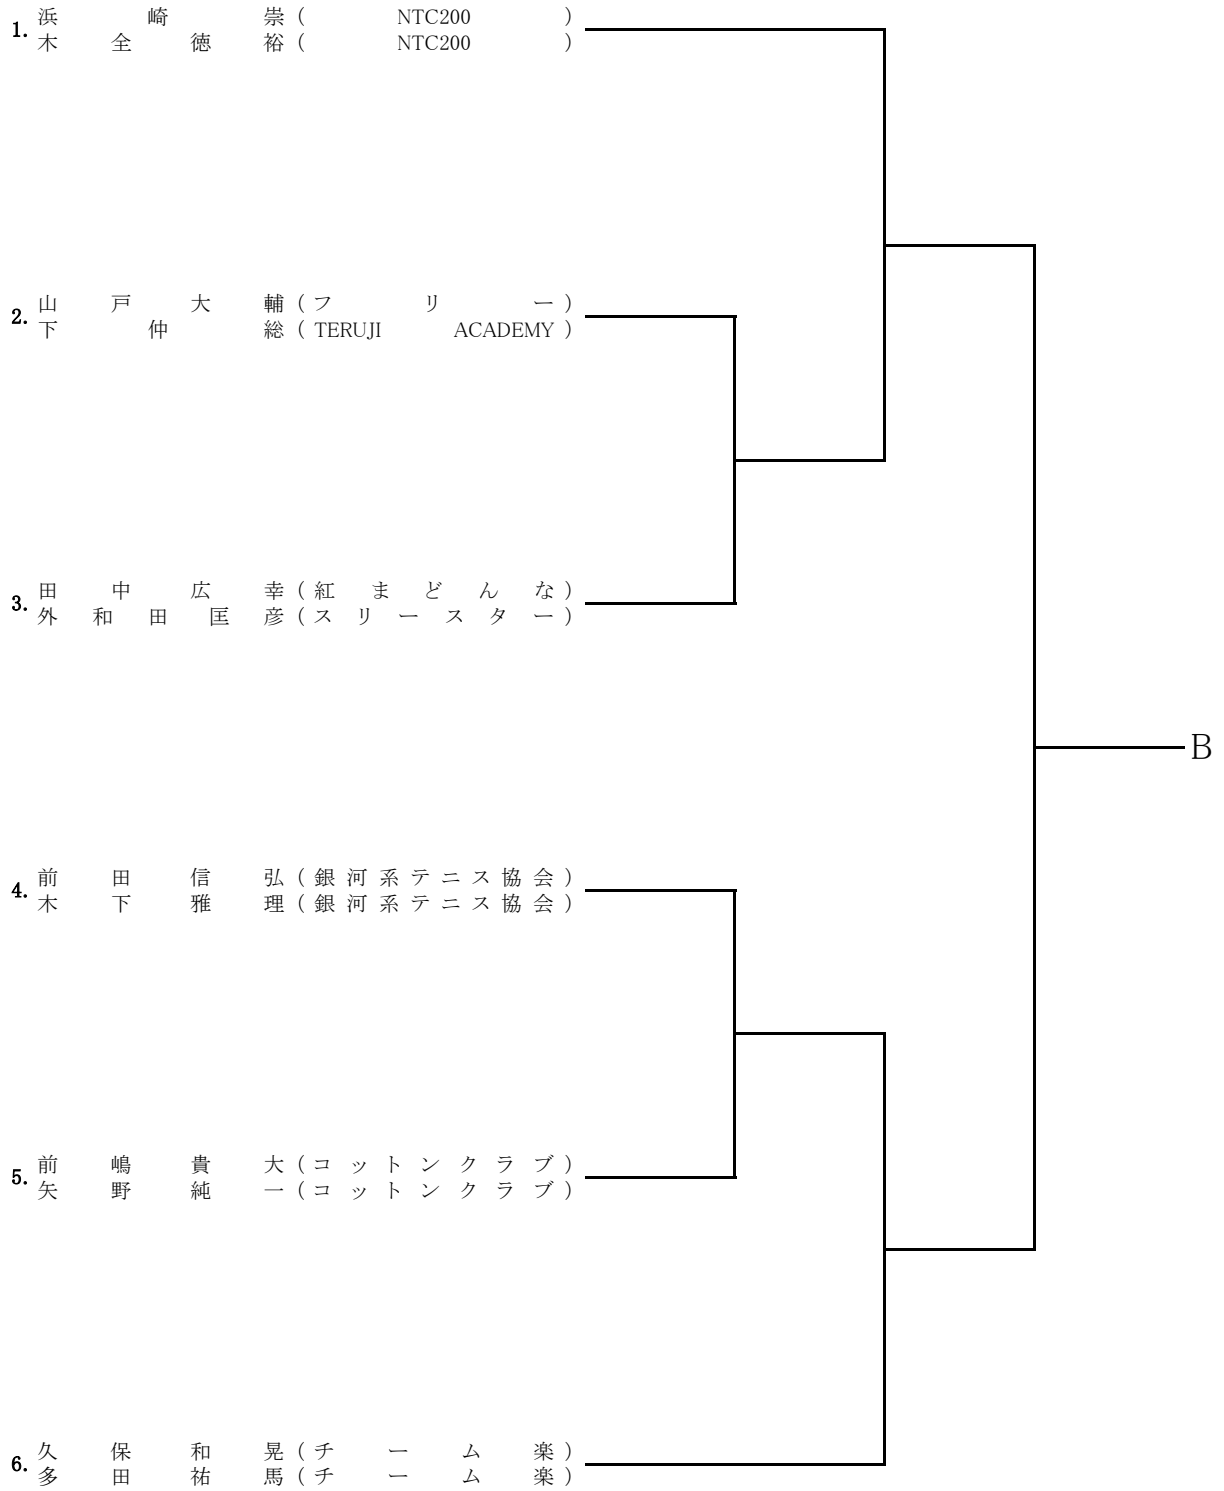 1. 浜崎崇(NTC200)
木全徳裕(NTC200)
2. 山戸大輔(フリー)
下仲総(TERUJI ACADEMY)
3. 田中広幸(紅まどんな)
外和田匡彦(スリースター)
B
4. 前田信弘(銀河系テニス協会)
木下雅理(銀河系テニス協会)
5. 前嶋貴大(コットンクラブ)
矢野純一(コットンクラブ)
6. 久保和晃(チーム楽)
多田祐馬(チーム楽)